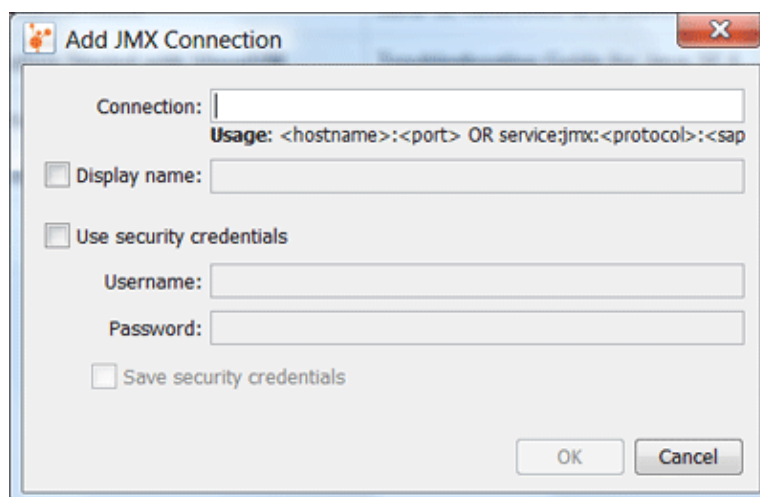 Add JMX Connection
Connection:
Usage: <hostname>:<port> OR service:jmx:<protocol>:<sap
Display name:
Use security credentials
Username:
Password:
Save security credentials
OK Cancel